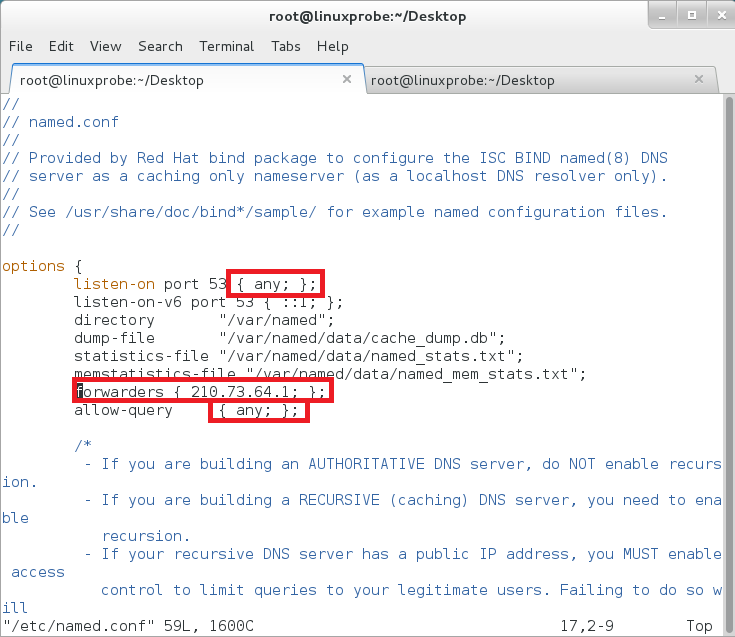 root@linuxprobe:~/Desktop
File Edit View Search Terminal Tabs Help
root@linuxprobe:~/Desktop × root@linuxprobe:~/Desktop ×
//
// named.conf
//
// Provided by Red Hat bind package to configure the ISC BIND named(8) DNS
// server as a caching only nameserver (as a localhost DNS resolver only).
//
// See /usr/share/doc/bind*/sample/ for example named configuration files.
//
options {
        listen-on port 53 { any; };
        listen-on-v6 port 53 { ::1; };
        directory       "/var/named";
        dump-file       "/var/named/data/cache_dump.db";
        statistics-file "/var/named/data/named_stats.txt";
        memstatistics-file "/var/named/data/named_mem_stats.txt";
        forwarders { 210.73.64.1; };
        allow-query     { any; };
        /*
         - If you are building an AUTHORITATIVE DNS server, do NOT enable recurs
ion.
         - If you are building a RECURSIVE (caching) DNS server, you need to ena
ble
           recursion.
         - If your recursive DNS server has a public IP address, you MUST enable
 access
           control to limit queries to your legitimate users. Failing to do so w
ill
"/etc/named.conf" 59L, 1600C                                  17,2-9        Top